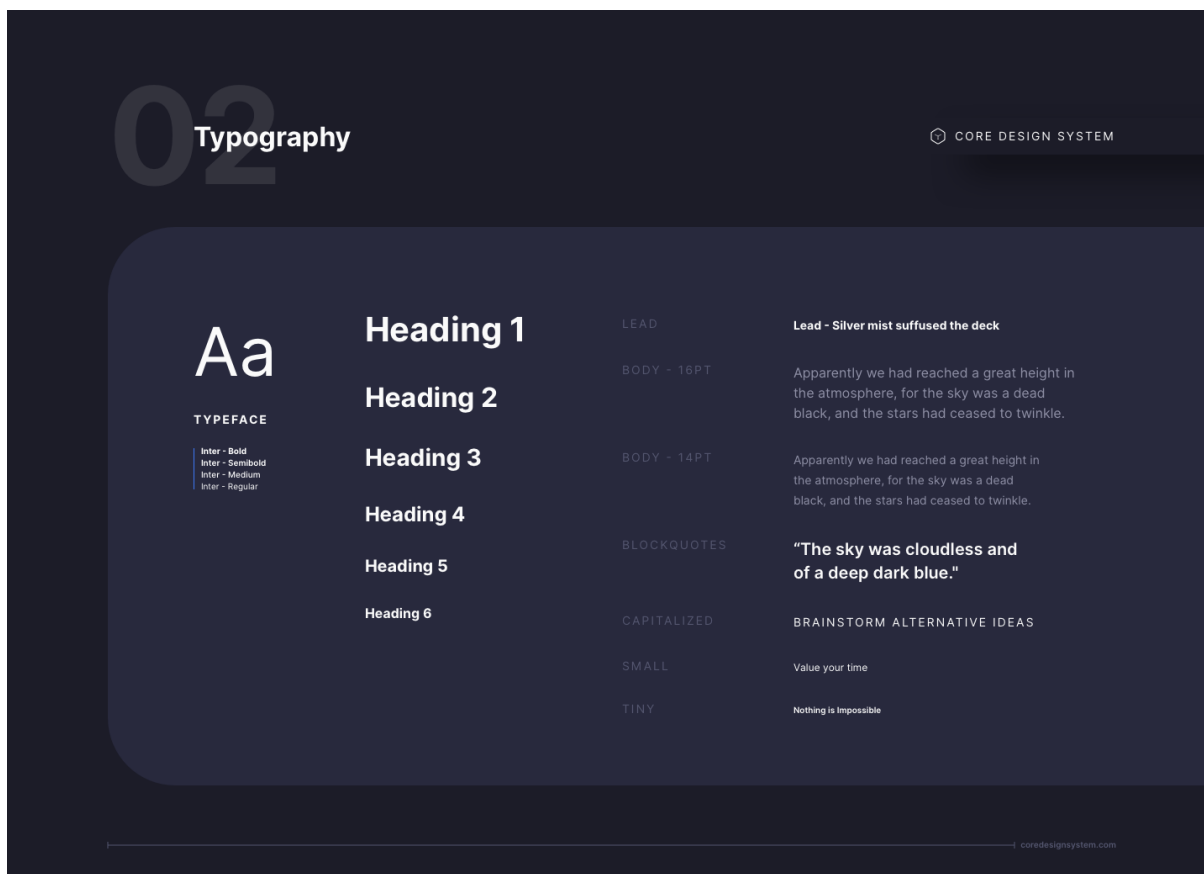 02
Typography
CORE DESIGN SYSTEM
Aa
TYPEFACE
Inter - Bold
Inter - Semibold
Inter - Medium
Inter - Regular
Heading 1
Heading 2
Heading 3
Heading 4
Heading 5
Heading 6
LEAD
Lead - Silver mist suffused the deck
BODY - 16PT
Apparently we had reached a great height in
the atmosphere, for the sky was a dead
black, and the stars had ceased to twinkle.
BODY - 14PT
Apparently we had reached a great height in
the atmosphere, for the sky was a dead
black, and the stars had ceased to twinkle.
BLOCKQUOTES
“The sky was cloudless and
of a deep dark blue."
CAPITALIZED
BRAINSTORM ALTERNATIVE IDEAS
SMALL
Value your time
TINY
Nothing is Impossible
coredesignsystem.com